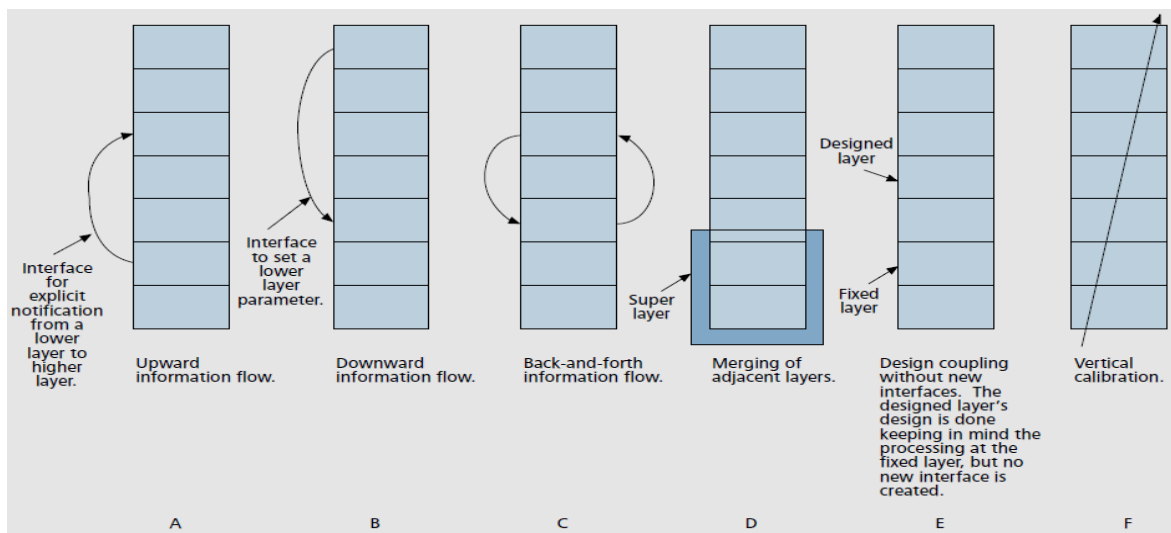 Interface
for
explicit
notification
from a
lower
layer to
higher
layer.
Upward
information flow.
A
Interface
to set a
lower
layer
parameter.
Downward
information flow.
B
Back-and-forth
information flow.
C
Super
layer
Merging of
adjacent layers.
D
Designed
layer
Fixed
layer
Design coupling
without new
interfaces. The
designed layer's
design is done
keeping in mind the
processing at the
fixed layer, but no
new interface is
created.
E
Vertical
calibration.
F